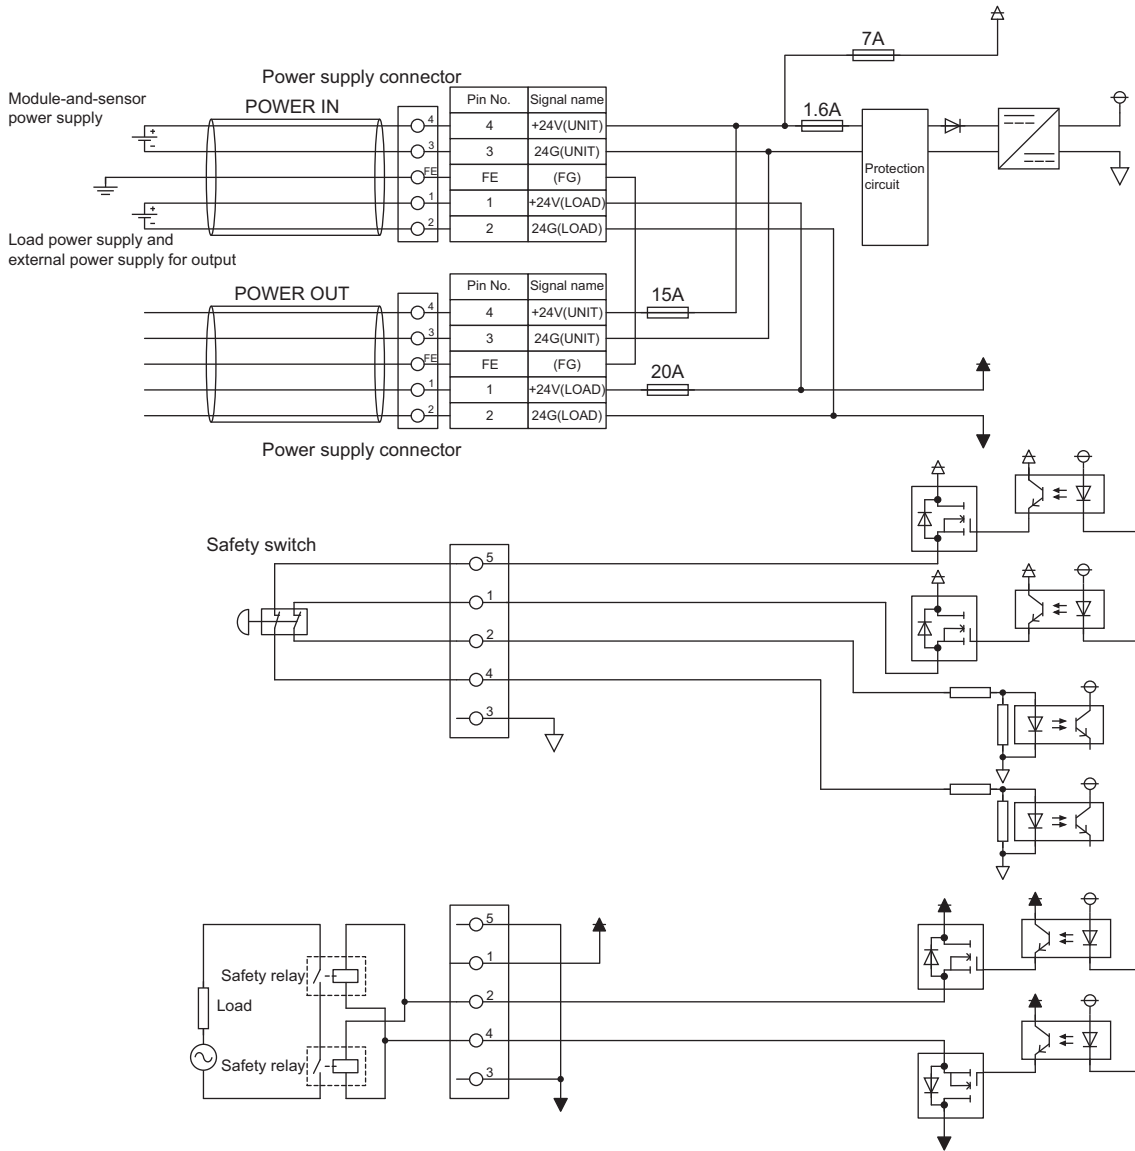 7A
Power supply connector
Module-and-sensor
power supply
POWER IN
1.6A
Pin No. Signal name
4 4 +24V(UNIT)
3 3 24G(UNIT)
FE FE (FG)
1 1 +24V(LOAD)
2 2 24G(LOAD)
Protection
circuit
Load power supply and
external power supply for output
POWER OUT
Pin No. Signal name
15A
4 4 +24V(UNIT)
3 3 24G(UNIT)
FE FE (FG)
20A
1 1 +24V(LOAD)
2 2 24G(LOAD)
Power supply connector
Safety switch
5
1
2
4
3
5
Safety relay
1
Load
2
4
Safety relay
3